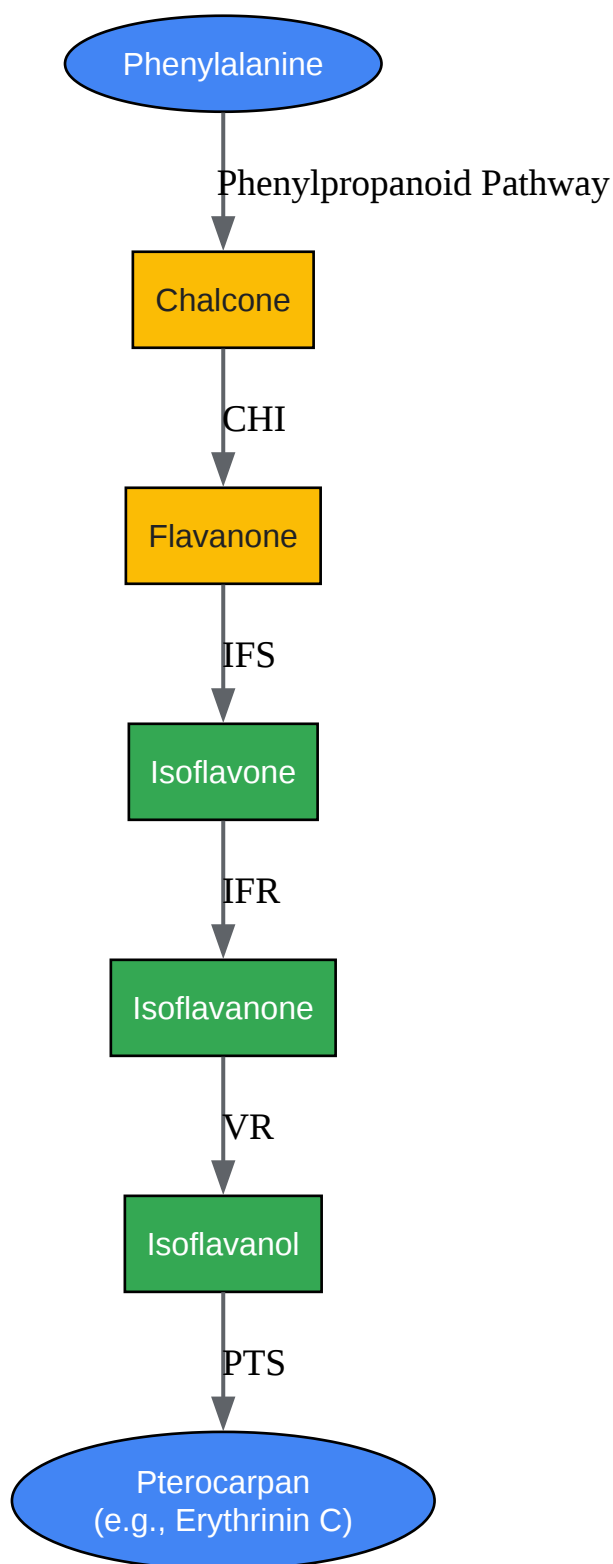 Phenylalanine
Phenylpropanoid Pathway
Chalcone
CHI
Flavanone
IFS
Isoflavone
IFR
Isoflavanone
VR
Isoflavanol
PTS
Pterocarpan
(e.g., Erythrinin C)